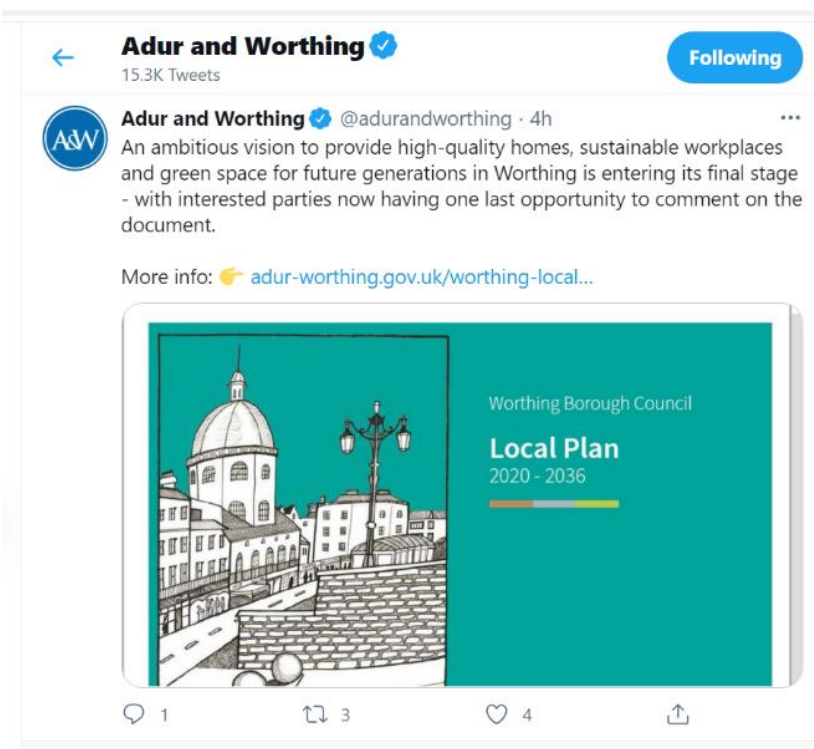 Adur and Worthing
15.3K Tweets
Following
A&W
Adur and Worthing @adurandworthing · 4h
An ambitious vision to provide high-quality homes, sustainable workplaces
and green space for future generations in Worthing is entering its final stage
- with interested parties now having one last opportunity to comment on the
document.
More info: 👉 adur-worthing.gov.uk/worthing-local...
Worthing Borough Council
Local Plan
2020 - 2036
1
3
4